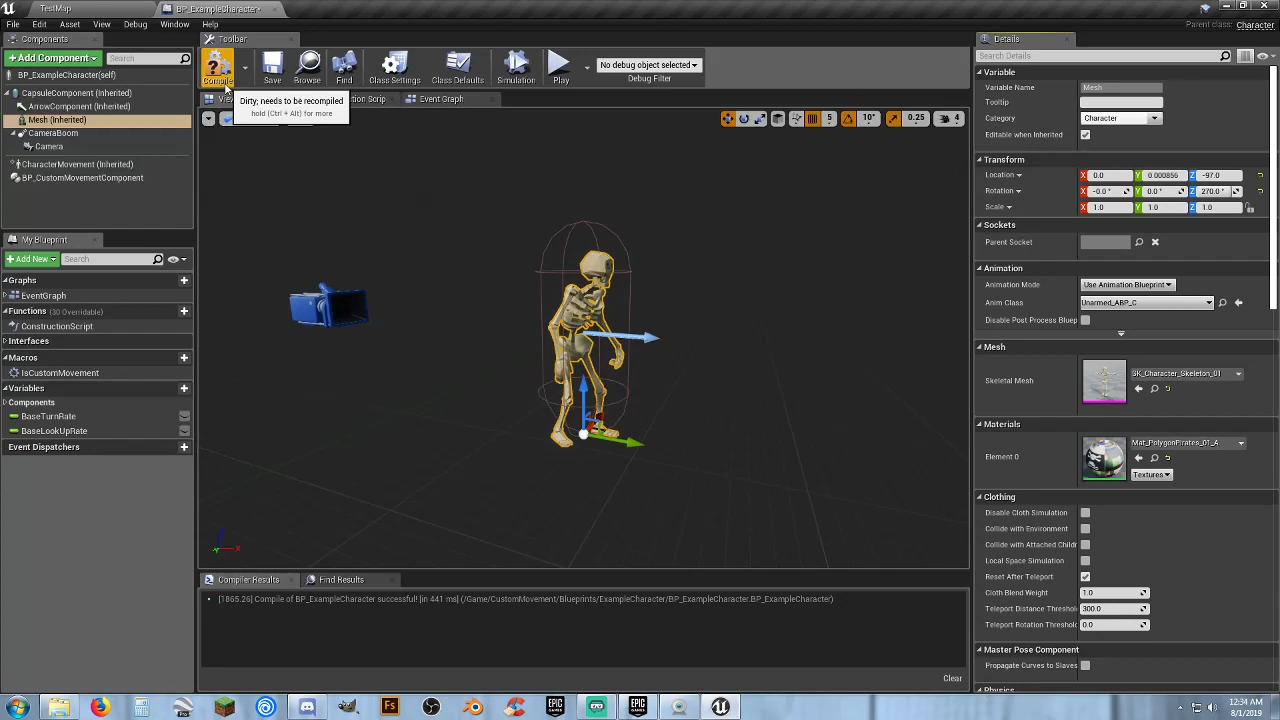 TestMap
BP_ExampleCharacter*
File Edit Asset View Debug Window Help
Parent class: Character
Components
Toolbar
Details
Add Component
Search
Compile
Save
Browse
Find
Class Settings
Class Defaults
Simulation
Play
No debug object selected
Debug Filter
Search Details
BP_ExampleCharacter(self)
CapsuleComponent (Inherited)
ArrowComponent (Inherited)
Mesh (Inherited)
CameraBoom
Camera
CharacterMovement (Inherited)
BP_CustomMovementComponent
Dirty; needs to be recompiled
hold (Ctrl + Alt) for more
Event Graph
5
10°
0.25
4
My Blueprint
Add New
Search
Graphs
EventGraph
Functions (30 Overridable)
ConstructionScript
Interfaces
Macros
IsCustomMovement
Variables
Components
BaseTurnRate
BaseLookUpRate
Event Dispatchers
Variable
Variable Name Mesh
Tooltip
Category Character
Editable when Inherited
Transform
Location X 0.0 Y 0.000856 Z -97.0
Rotation X -0.0 ° Y 0.0 ° Z 270.0 °
Scale X 1.0 Y 1.0 Z 1.0
Sockets
Parent Socket
Animation
Animation Mode Use Animation Blueprint
Anim Class Unarmed_ABP_C
Disable Post Process Bluep
Mesh
Skeletal Mesh SK_Character_Skeleton_01
Materials
Element 0 Mat_PolygonPirates_01_A
Textures
Clothing
Disable Cloth Simulation
Collide with Environment
Collide with Attached Childr
Local Space Simulation
Reset After Teleport
Cloth Blend Weight 1.0
Teleport Distance Threshol 300.0
Teleport Rotation Threshol 0.0
Master Pose Component
Propagate Curves to Slaves
Physics
Compiler Results
Find Results
[1865.26] Compile of BP_ExampleCharacter successful! [in 441 ms] (/Game/CustomMovement/Blueprints/ExampleCharacter/BP_ExampleCharacter.BP_ExampleCharacter)
Clear
12:34 AM
8/1/2019